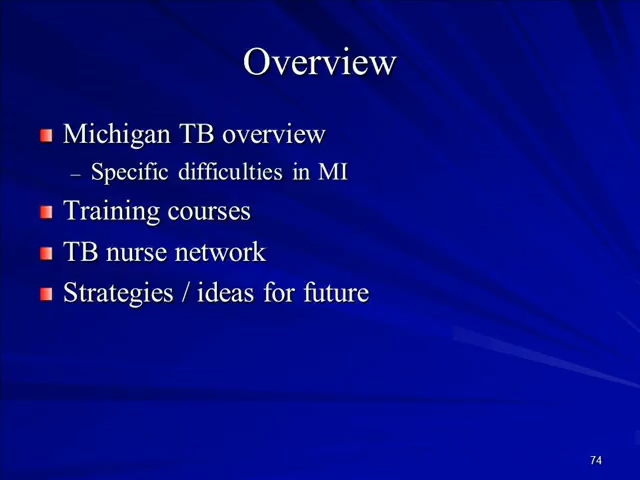 Overview
Michigan TB overview
– Specific difficulties in MI
Training courses
TB nurse network
Strategies / ideas for future
74